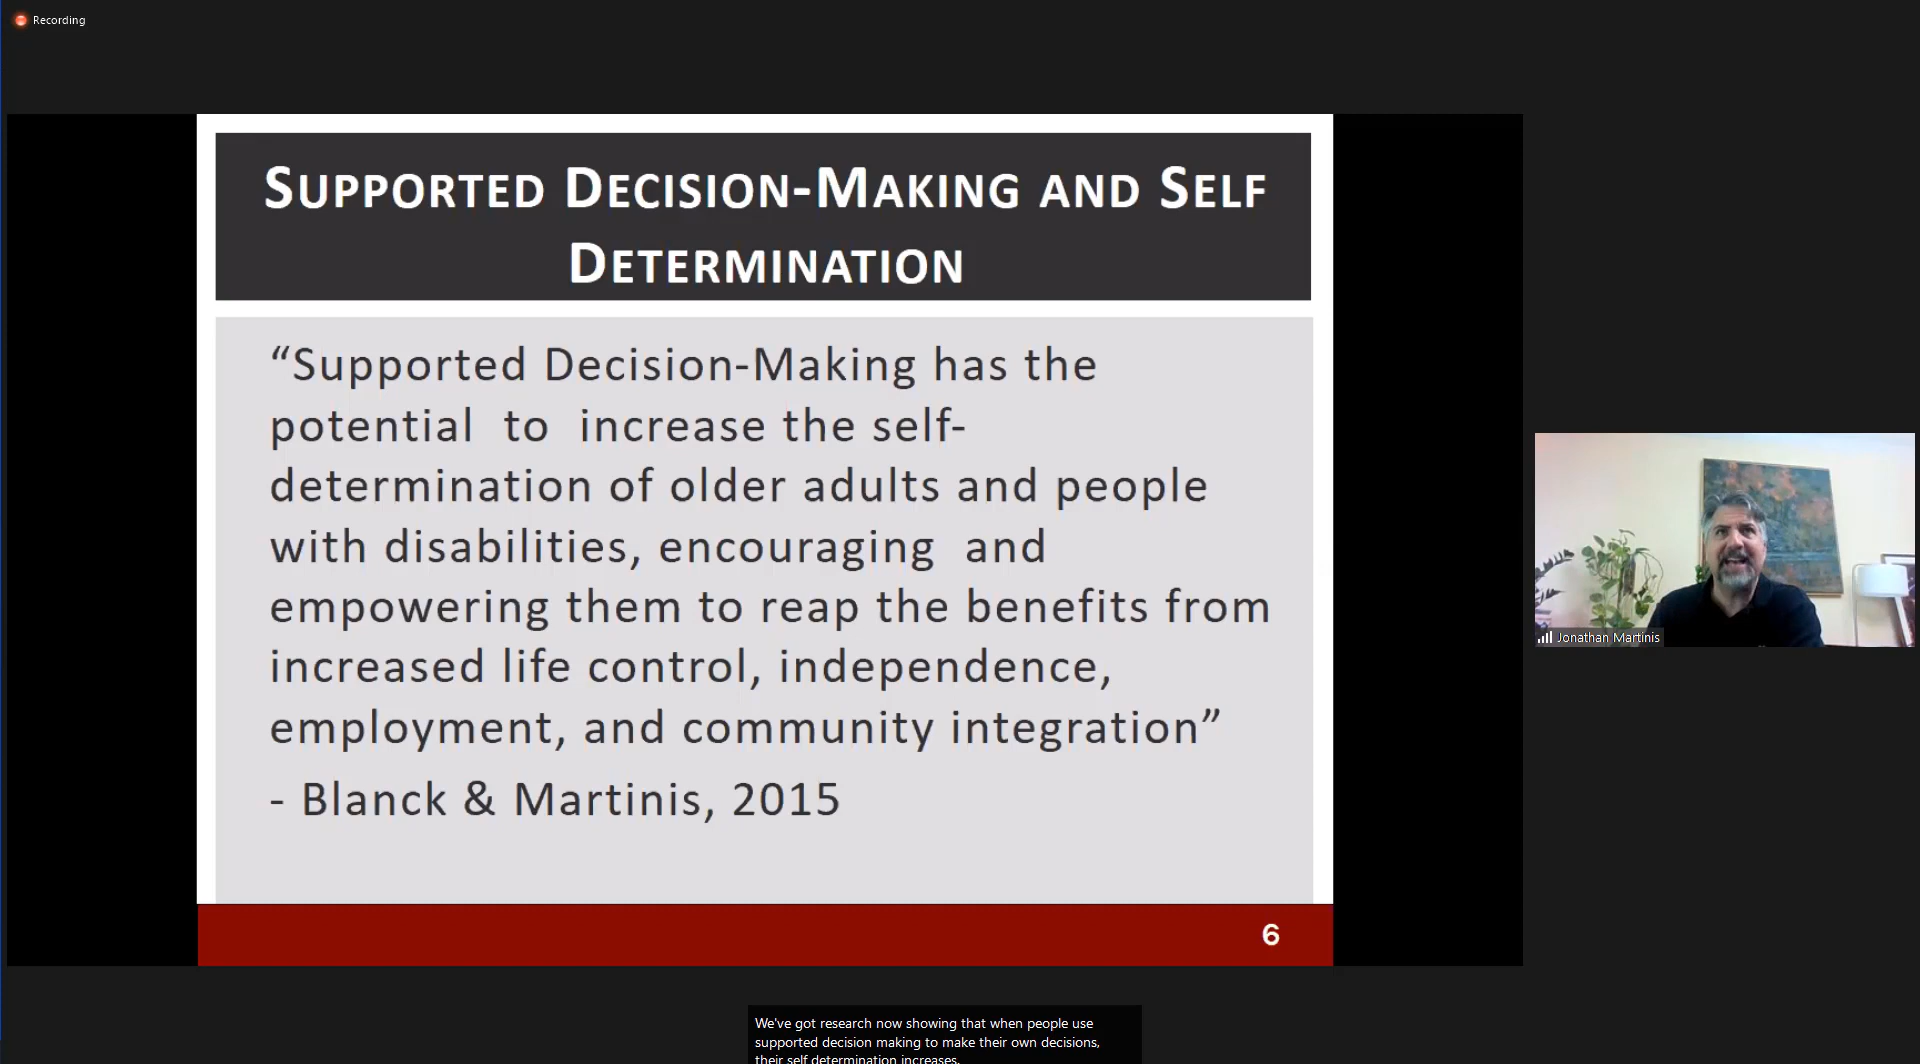 Recording
SUPPORTED DECISION-MAKING AND SELF
DETERMINATION
“Supported Decision-Making has the
potential to increase the self-
determination of older adults and people
with disabilities, encouraging and
empowering them to reap the benefits from
increased life control, independence,
employment, and community integration”
- Blanck & Martinis, 2015
6
Jonathan Martinis
We've got research now showing that when people use
supported decision making to make their own decisions,
their self determination increases.